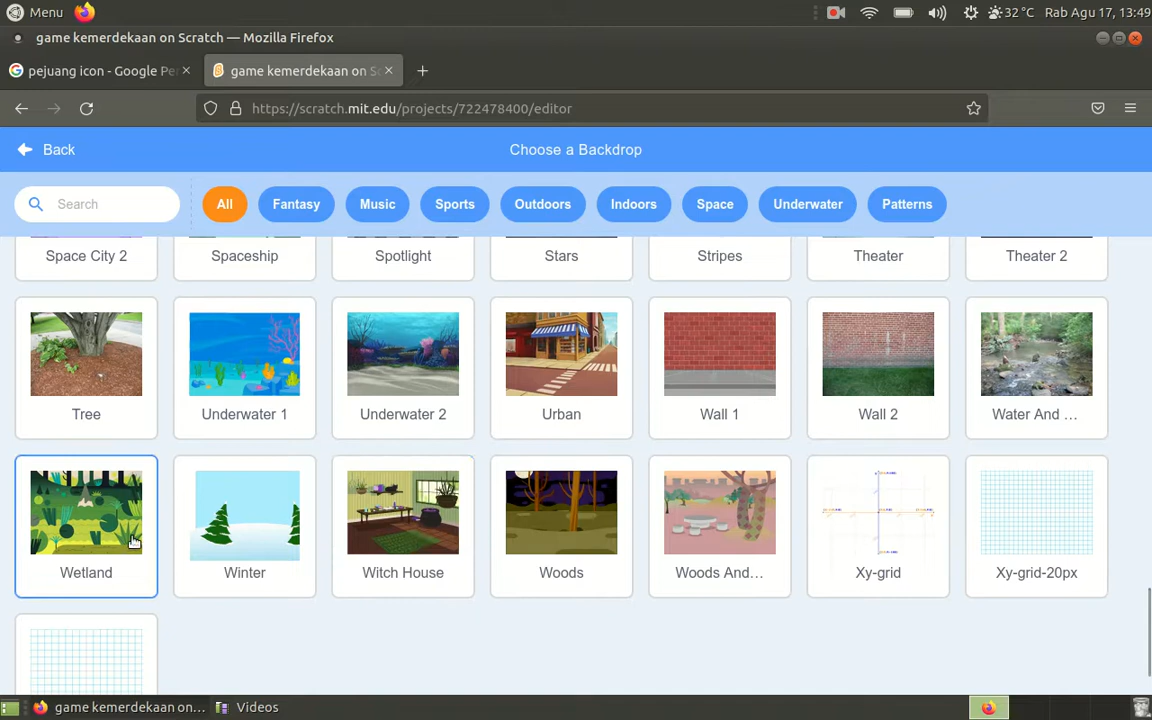 Menu
32 °C
Rab Agu 17, 13:49
game kemerdekaan on Scratch — Mozilla Firefox
pejuang icon - Google Pen
game kemerdekaan on Sc
https://scratch.mit.edu/projects/722478400/editor
Back
Choose a Backdrop
Search
All
Fantasy
Music
Sports
Outdoors
Indoors
Space
Underwater
Patterns
Space City 2
Spaceship
Spotlight
Stars
Stripes
Theater
Theater 2
Tree
Underwater 1
Underwater 2
Urban
Wall 1
Wall 2
Water And ...
Wetland
Winter
Witch House
Woods
Woods And...
Xy-grid
Xy-grid-20px
game kemerdekaan on...
Videos